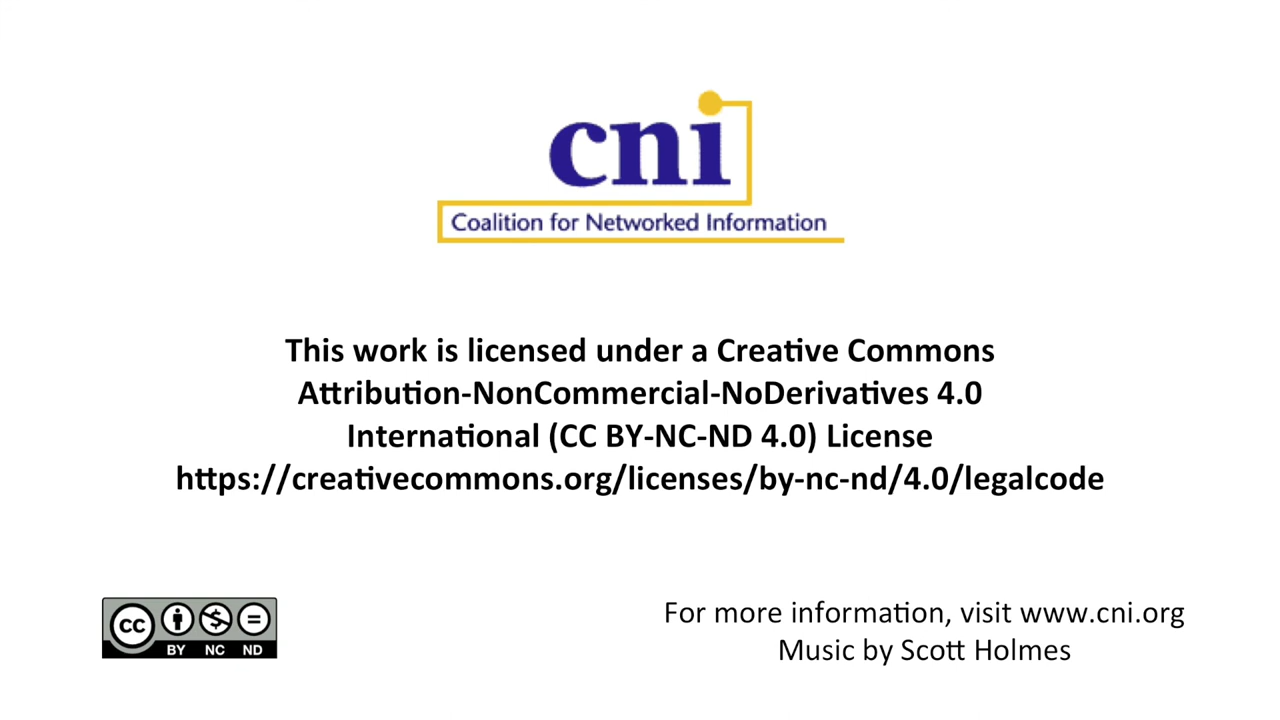 cni
Coalition for Networked Information
This work is licensed under a Creative Commons
Attribution-NonCommercial-NoDerivatives 4.0
International (CC BY-NC-ND 4.0) License
https://creativecommons.org/licenses/by-nc-nd/4.0/legalcode
cc
BY NC ND
For more information, visit www.cni.org
Music by Scott Holmes